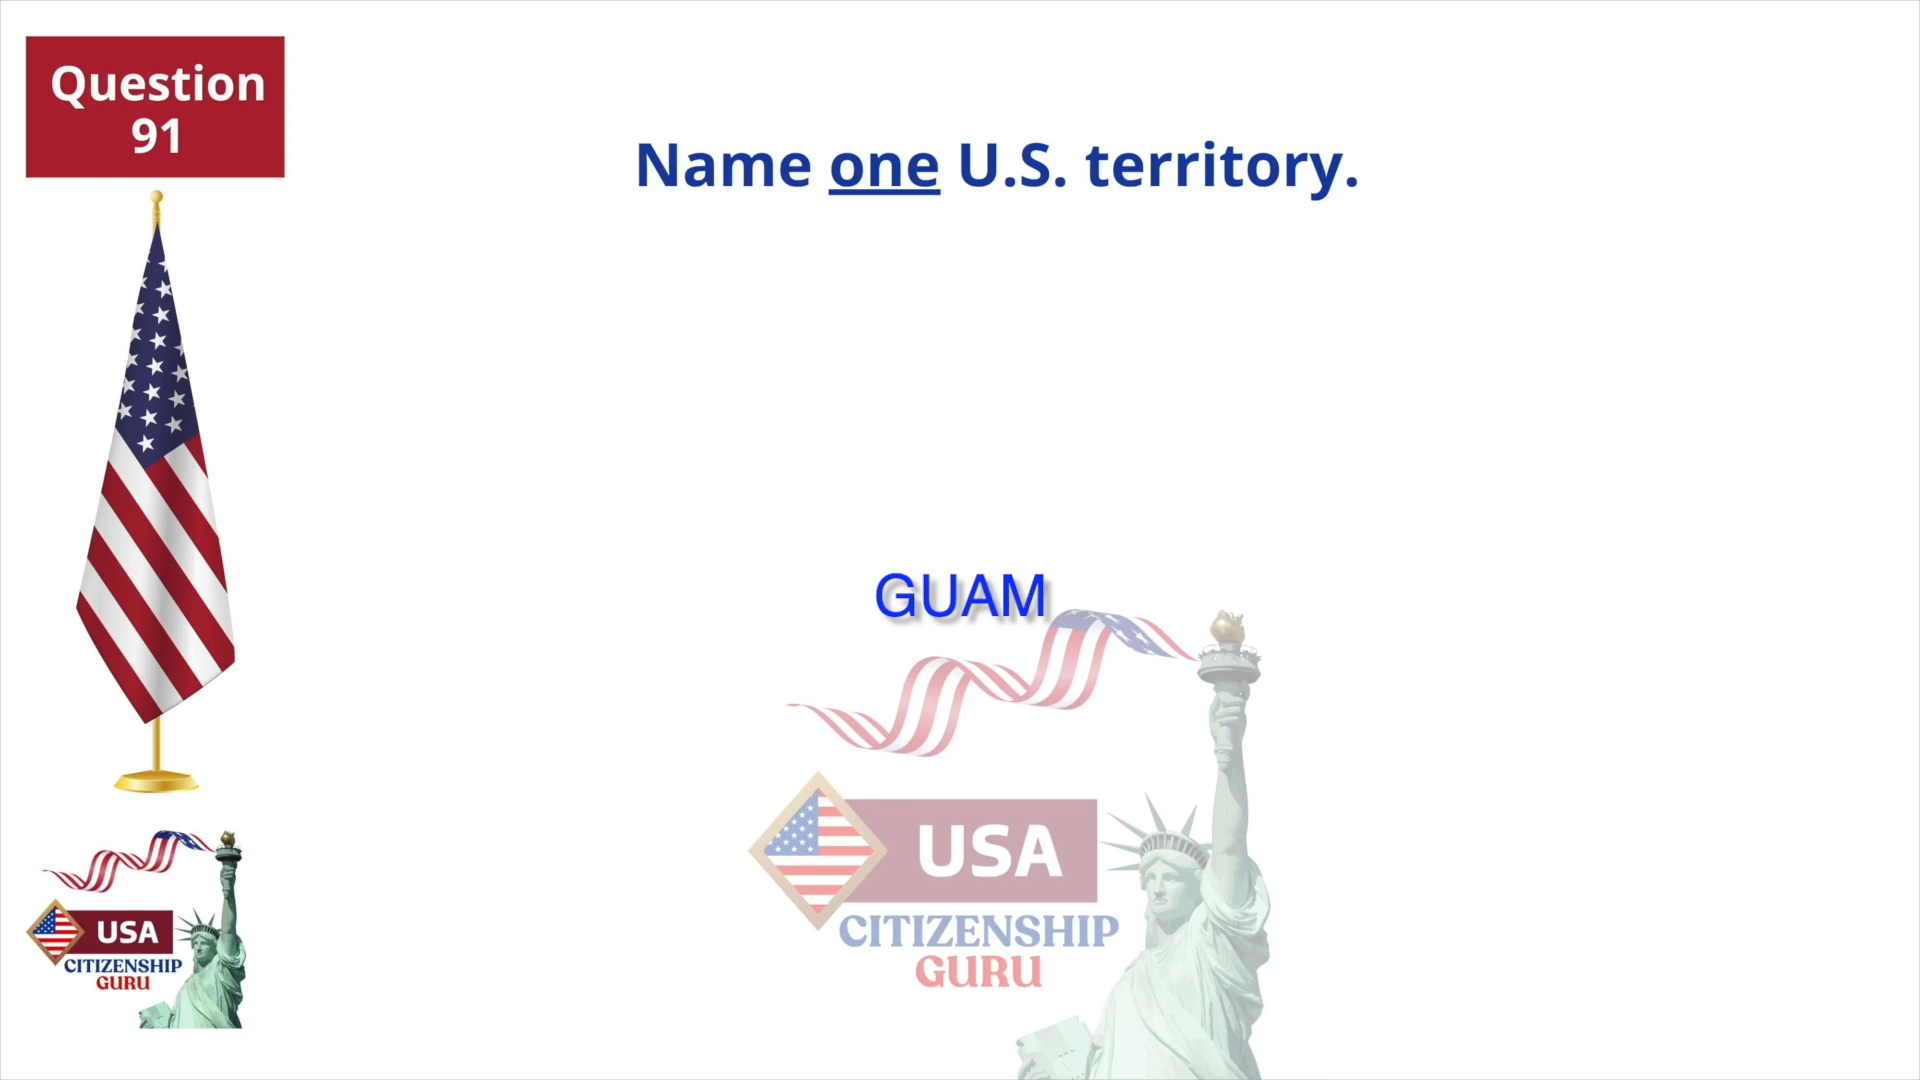 Question
91
Name one U.S. territory.
GUAM
USA
CITIZENSHIP
GURU
USA
CITIZENSHIP
GURU